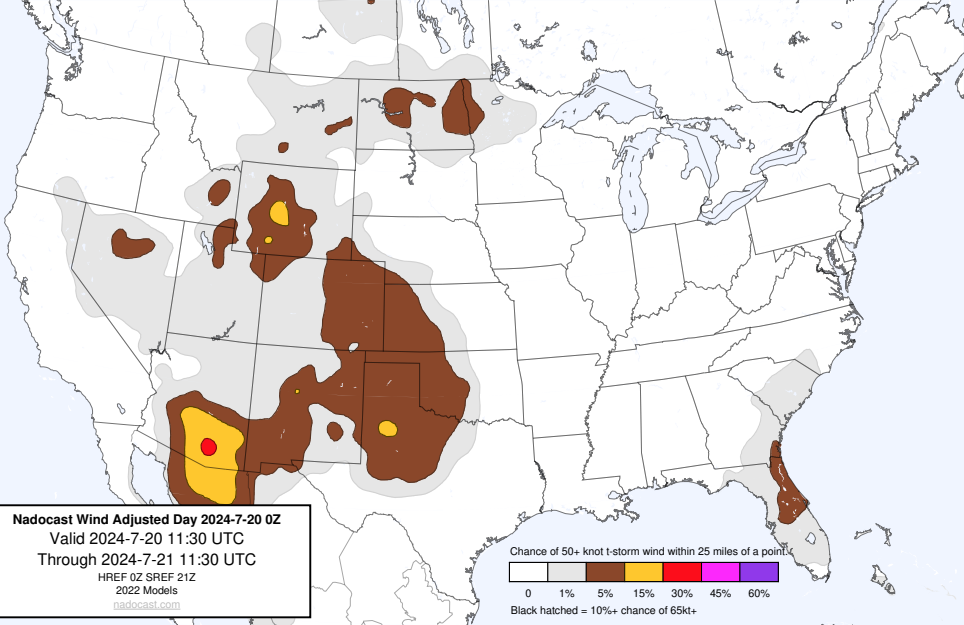 Nadocast Wind Adjusted Day 2024-7-20 0Z
Valid 2024-7-20 11:30 UTC
Through 2024-7-21 11:30 UTC
HREF 0Z SREF 21Z
2022 Models
nadocast.com
Chance of 50+ knot t-storm wind within 25 miles of a point.
0 1% 5% 15% 30% 45% 60%
Black hatched = 10%+ chance of 65kt+